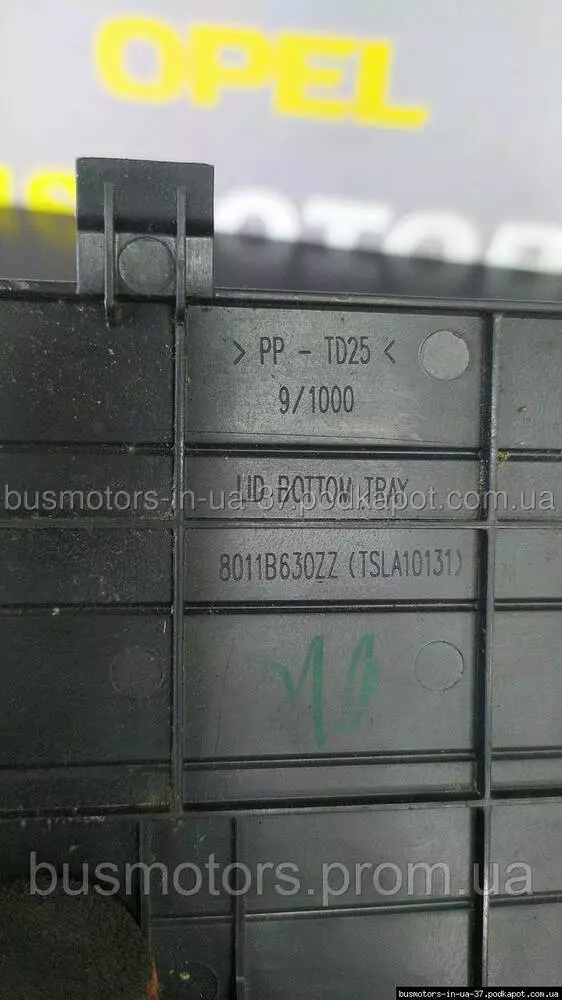 OPEL
> PP - TD25 <
9/1000
LID BOTTOM TRAY
busmotors-in-ua-37.podkapot.com.ua
8011B630ZZ (TSLA10131)
busmotors.prom.ua
busmotors-in-ua-37.podkapot.com.ua